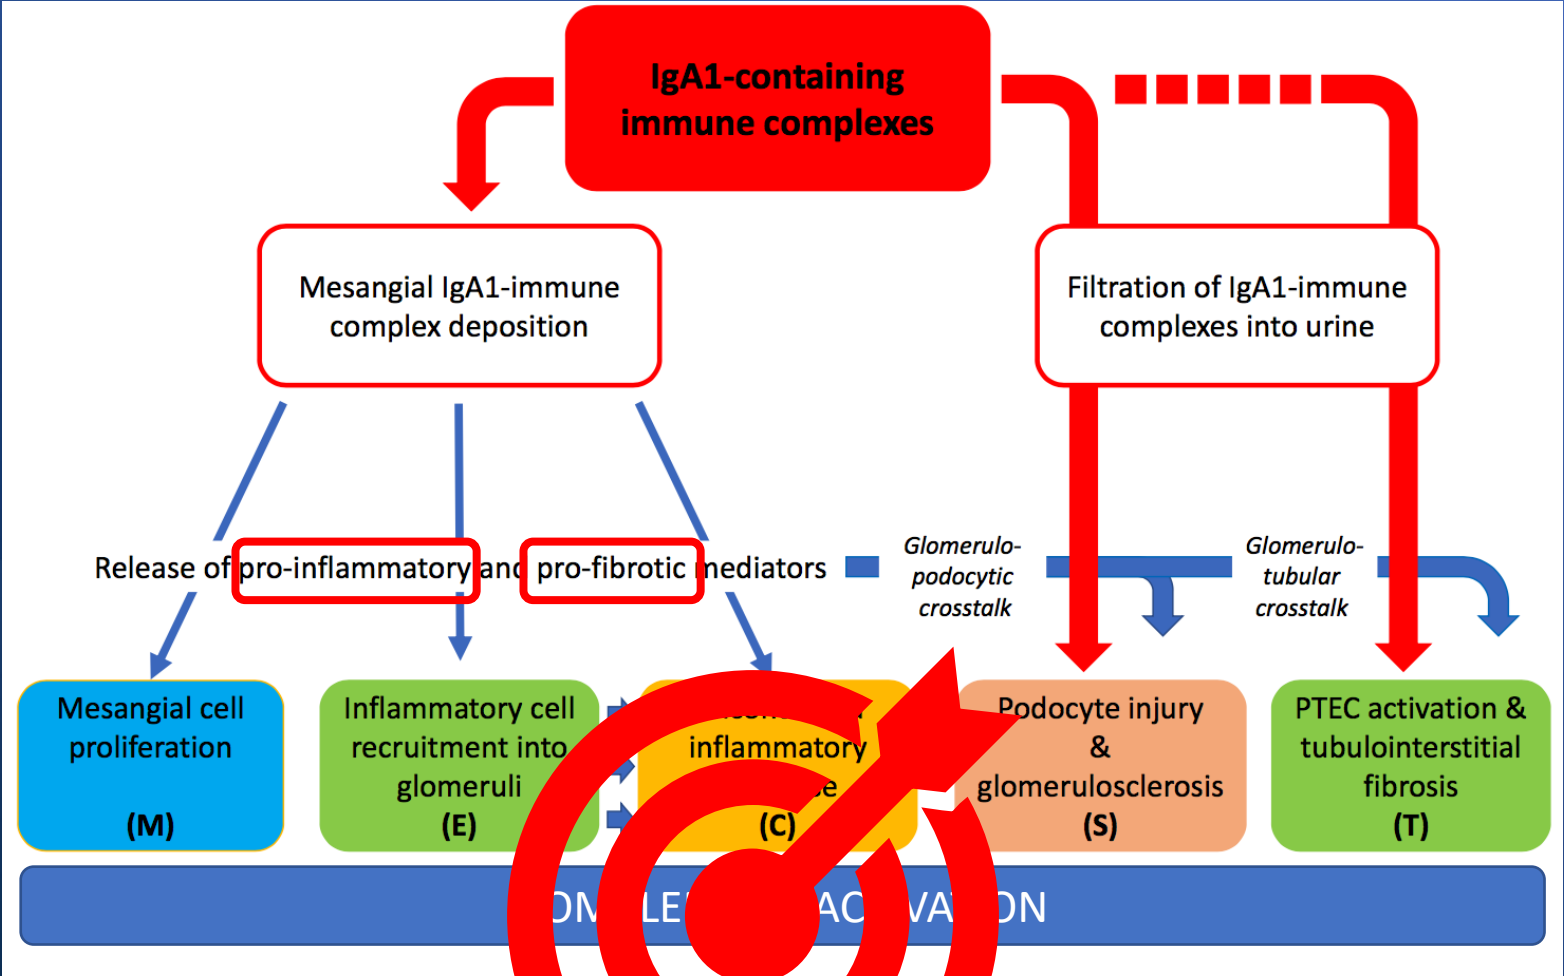 IgA1-containing
immune complexes
Mesangial IgA1-immune
complex deposition
Filtration of IgA1-immune
complexes into urine
Release of pro-inflammatory and pro-fibrotic mediators
Glomerulo-
podocytic
crosstalk
Glomerulo-
tubular
crosstalk
Mesangial cell
proliferation
(M)
Inflammatory cell
recruitment into
glomeruli
(E)
inflammatory
(C)
Podocyte injury
&
glomerulosclerosis
(S)
PTEC activation &
tubulointerstitial
fibrosis
(T)
ACTIVATION